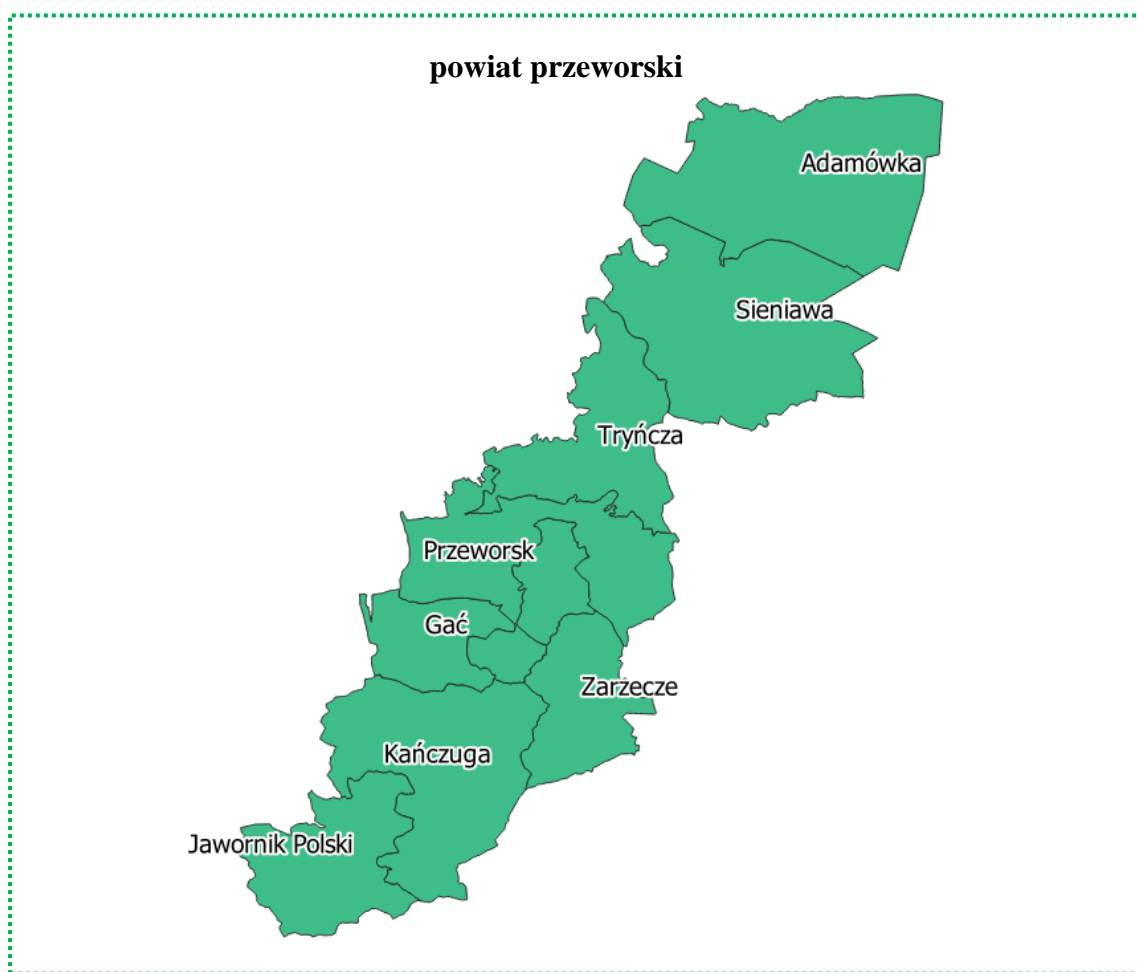 powiat przeworski
Adamówka
Sieniawa
Tryńcza
Przeworsk
Gać
Zarzecze
Kańczuga
Jawornik Polski